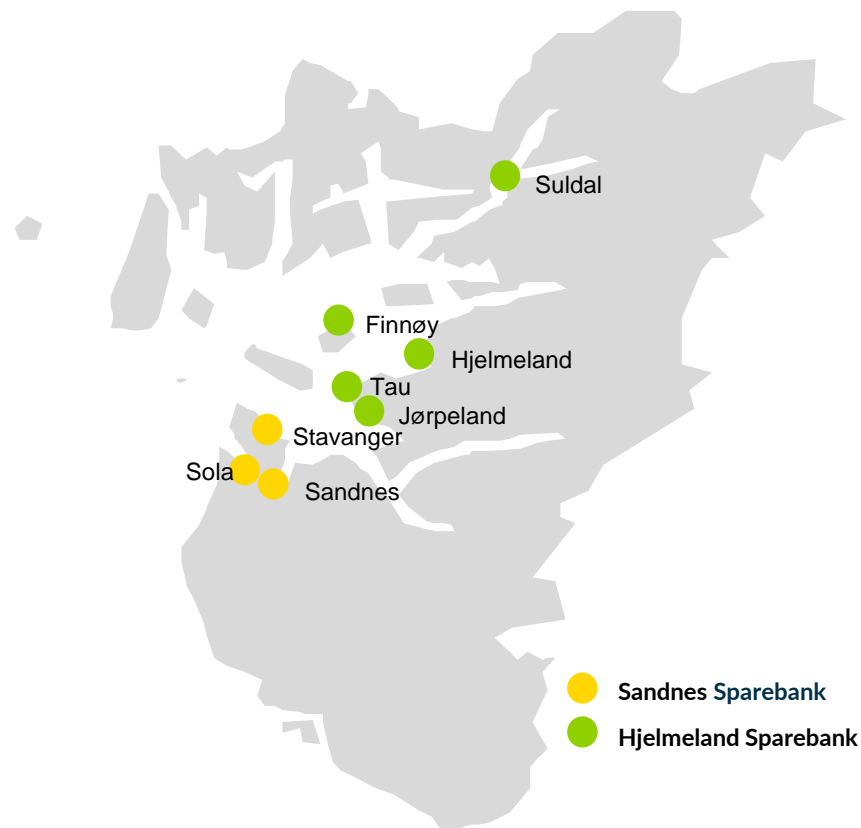 Suldal
Finnøy
Hjelmeland
Tau
Jørpeland
Stavanger
Sola
Sandnes
Sandnes Sparebank
Hjelmeland Sparebank